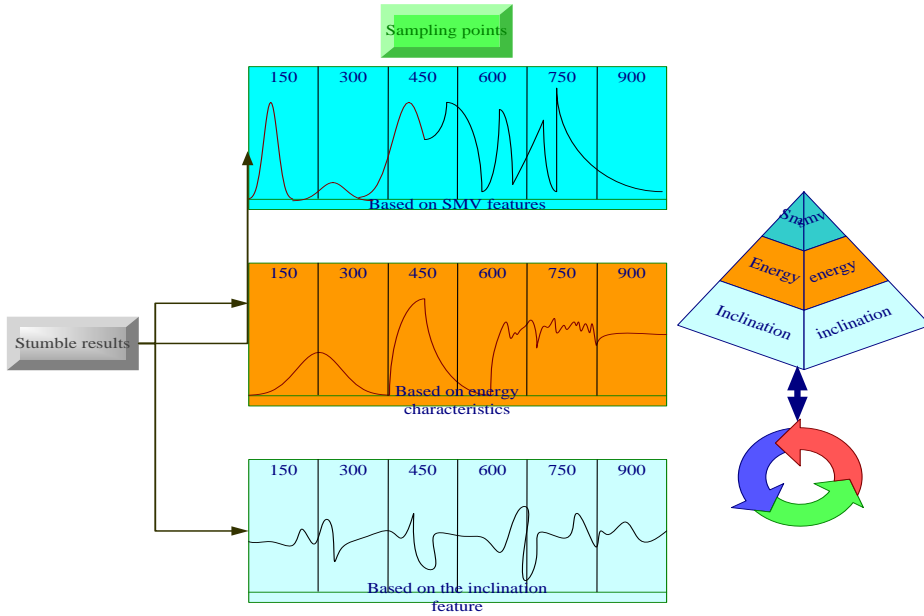 Sampling points
150 300 450 600 750 900
Based on SMV features
150 300 450 600 750 900
Based on energy
characteristics
150 300 450 600 750 900
Based on the inclination
feature
Stumble results
Energy energy
Inclination inclination